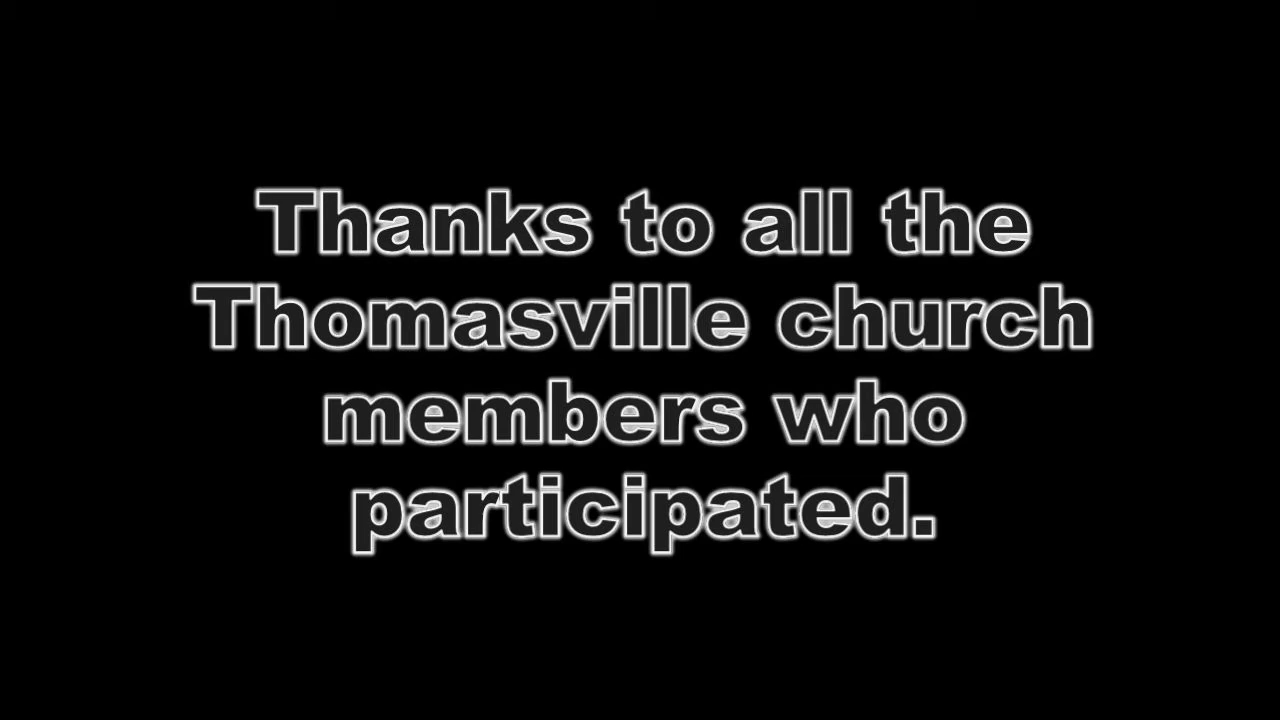 Thanks to all the
Thomasville church
members who
participated.